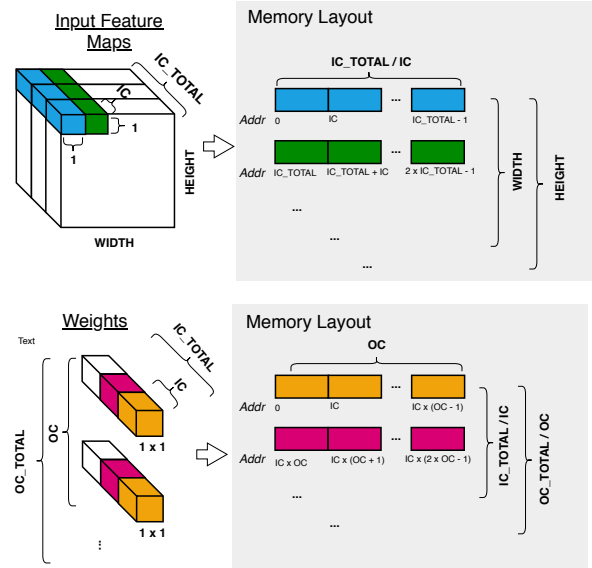 Input Feature
Maps
IC_TOTAL
IC
1
1
HEIGHT
WIDTH
Memory Layout
IC_TOTAL / IC
...
Addr
0
IC
IC_TOTAL - 1
...
Addr
IC_TOTAL
IC_TOTAL + IC
2 x IC_TOTAL - 1
...
...
WIDTH
HEIGHT
Weights
Text
IC_TOTAL
IC
OC_TOTAL
OC
1 x 1
1 x 1
...
Memory Layout
OC
...
Addr
0
IC
IC x (OC - 1)
...
Addr
IC x OC
IC x (OC + 1)
IC x (2 x OC - 1)
...
...
IC_TOTAL / IC
OC_TOTAL / OC